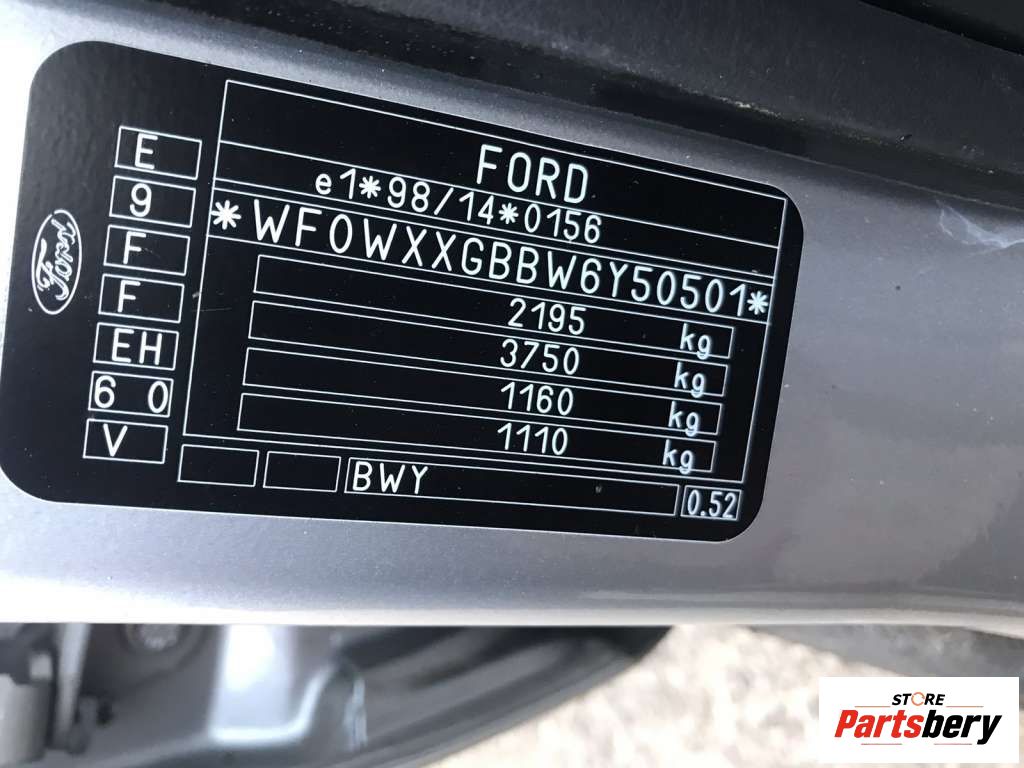 FORD
e1*98/14*0156
*WF0WXXGBBW6Y50501*
2195 kg
3750 kg
1160 kg
1110 kg
BWY 0.52
E
9
F
F
EH
6 0
V
Ford
STORE
Partsbery